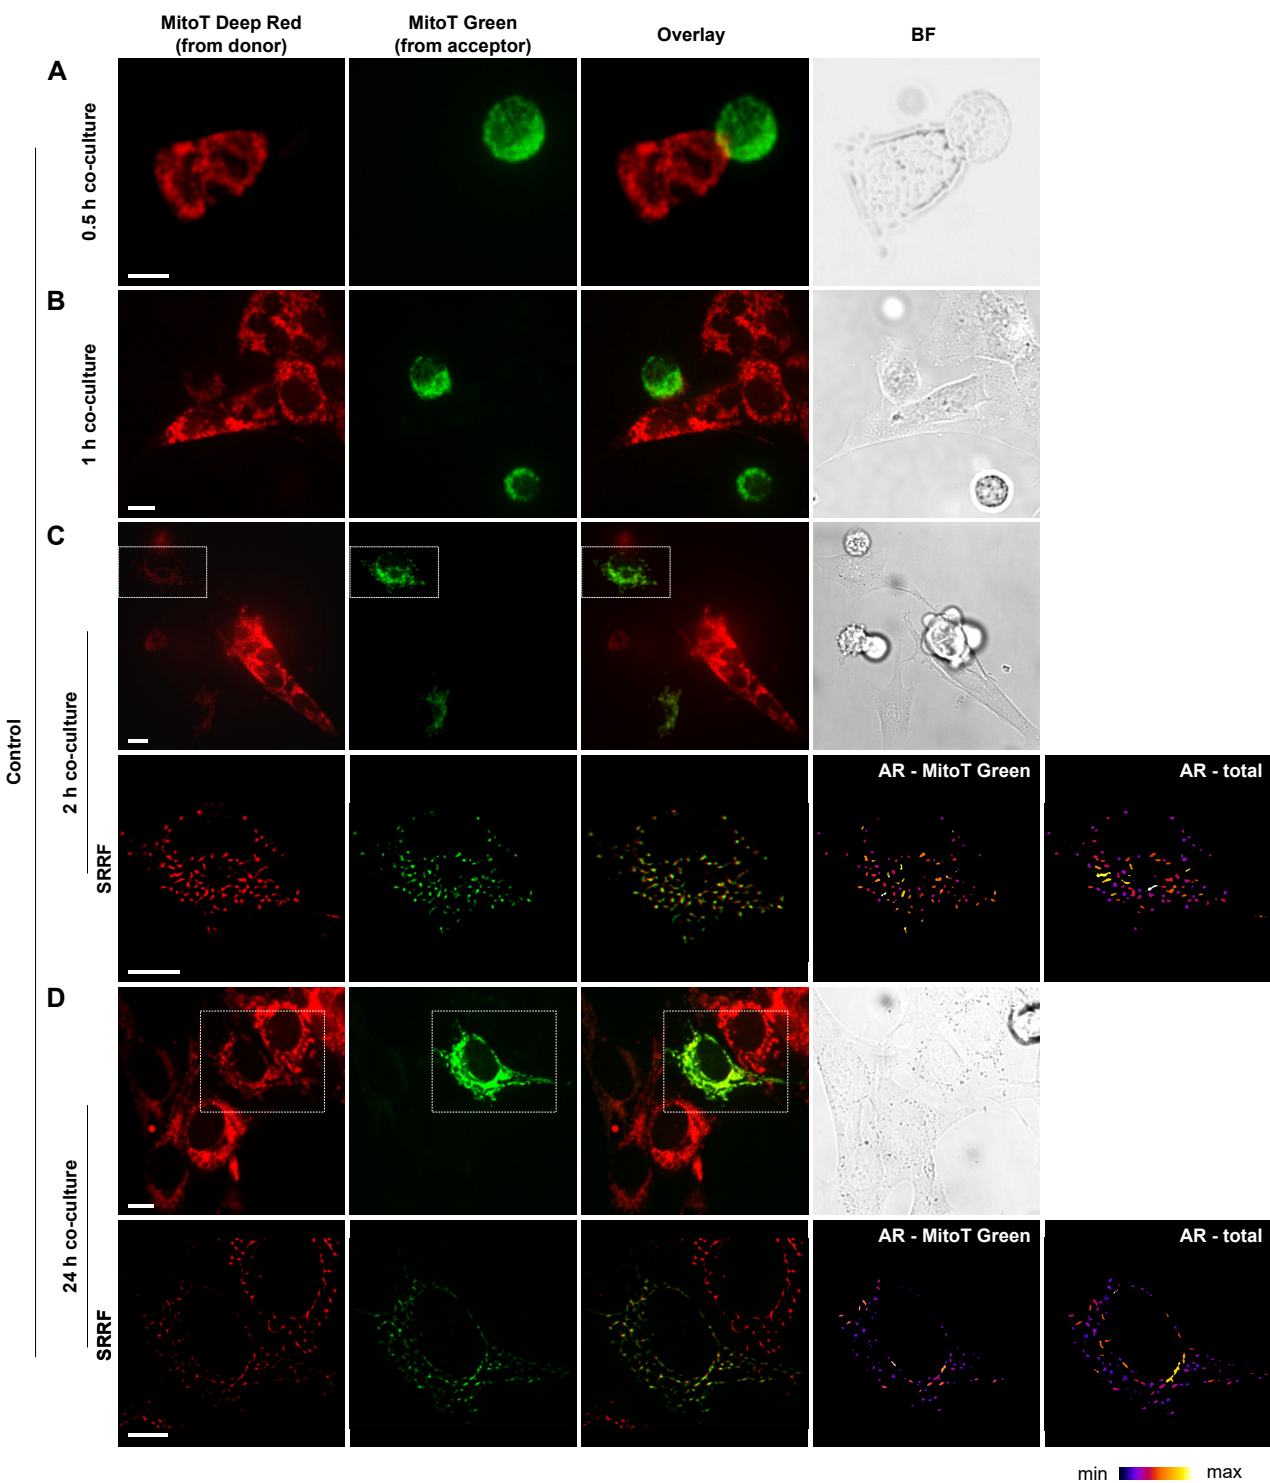 MitoT Deep Red
(from donor)
MitoT Green
(from acceptor)
Overlay
BF
A
0.5 h co-culture
B
1 h co-culture
C
Control
2 h co-culture
AR - MitoT Green
AR - total
SRRF
D
24 h co-culture
AR - MitoT Green
AR - total
SRRF
min
max